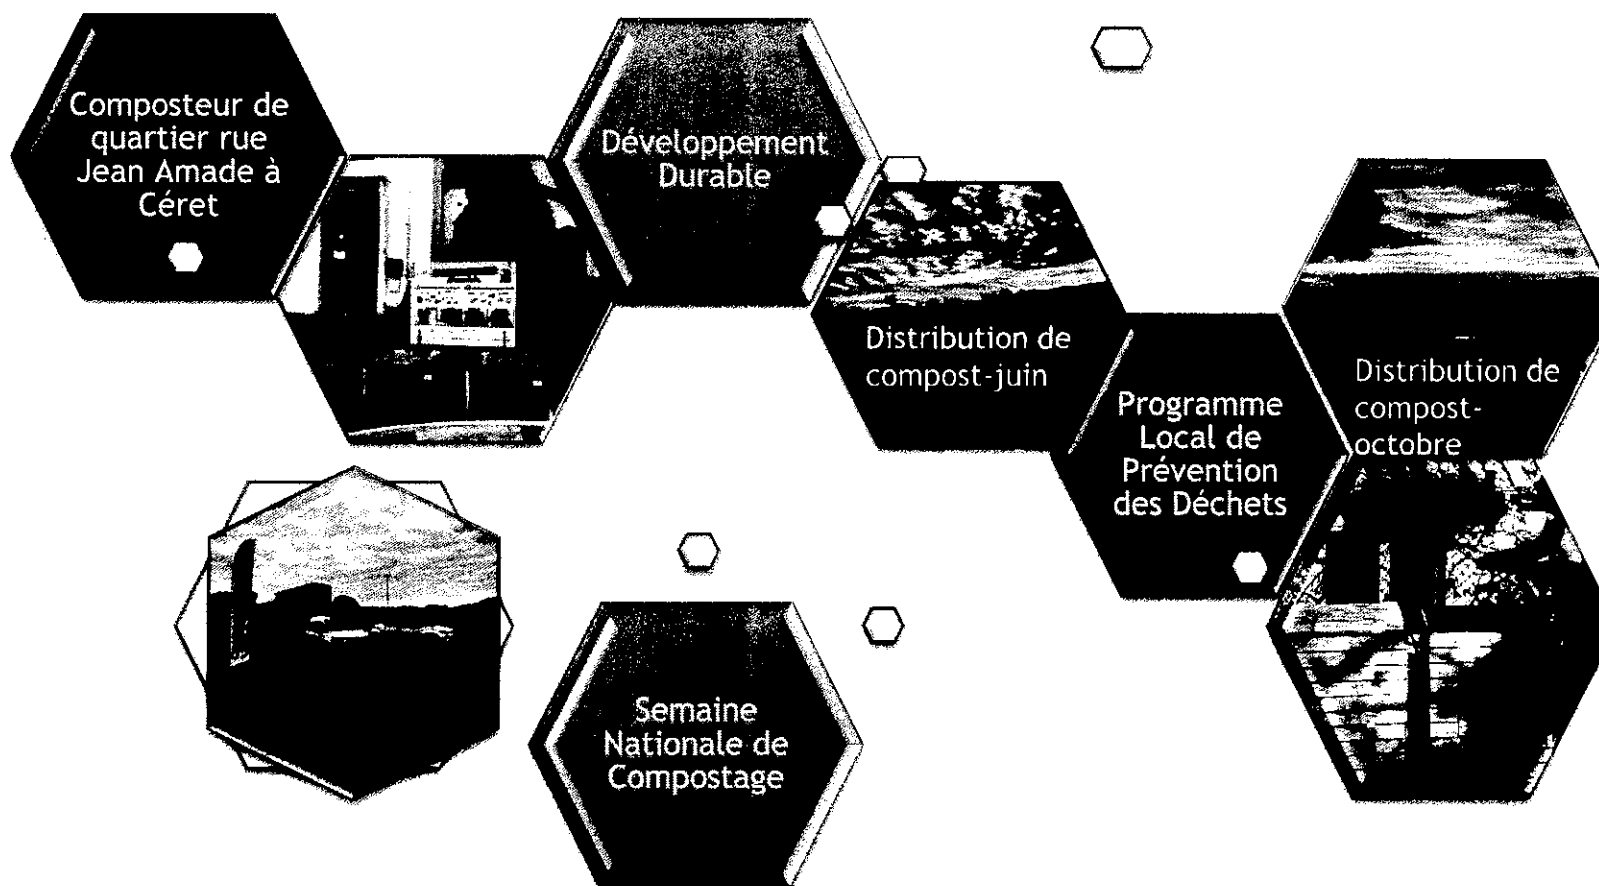 Composteur de
quartier rue
Jean Amade à
Céret
Développement
Durable
Distribution de
compost-juin
Programme
Local de
Prévention
des Déchets
Distribution de
compost-
octobre
Semaine
Nationale de
Compostage